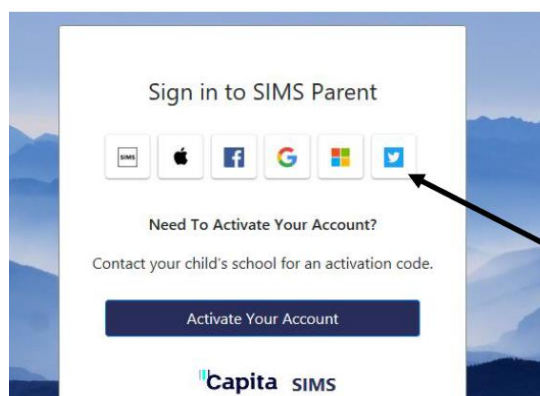 Sign in to SIMS Parent
SIMS
Need To Activate Your Account?
Contact your child's school for an activation code.
Activate Your Account
Capita SIMS